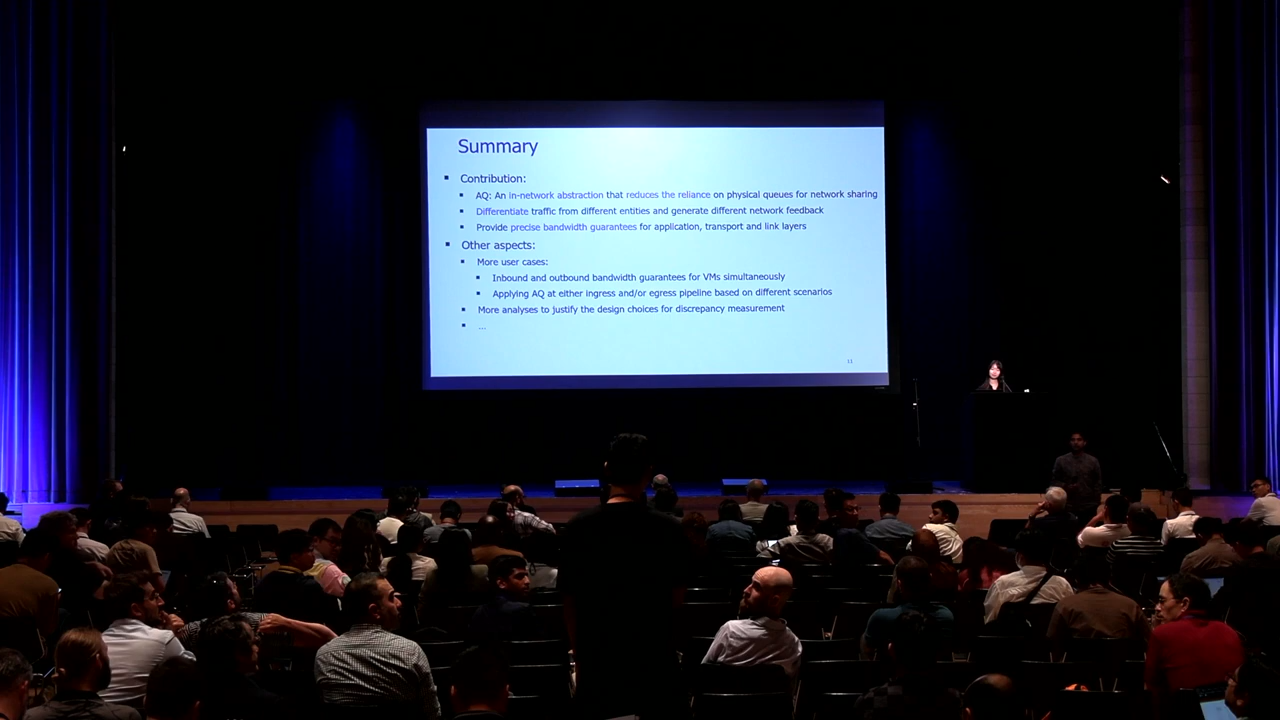 Summary
Contribution:
AQ: An in-network abstraction that reduces the reliance on physical queues for network sharing
Differentiate traffic from different entities and generate different network feedback
Provide precise bandwidth guarantees for application, transport and link layers
Other aspects:
More user cases:
Inbound and outbound bandwidth guarantees for VMs simultaneously
Applying AQ at either ingress and/or egress pipeline based on different scenarios
More analyses to justify the design choices for discrepancy measurement
...
11